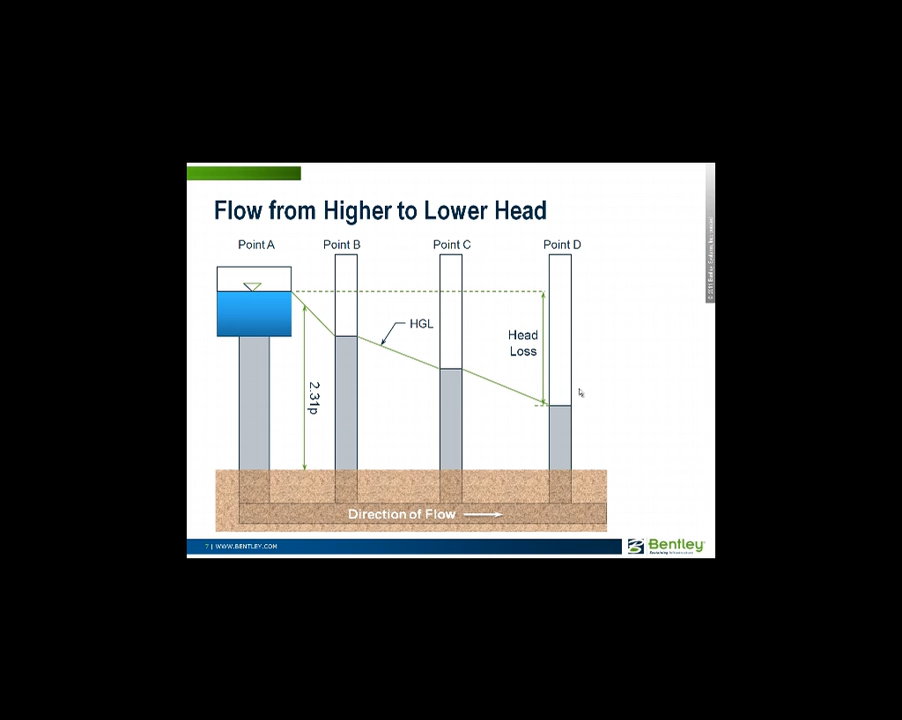 Flow from Higher to Lower Head
Point A
Point B
Point C
Point D
HGL
Head
Loss
2.31p
Direction of Flow
7 | WWW.BENTLEY.COM
Bentley